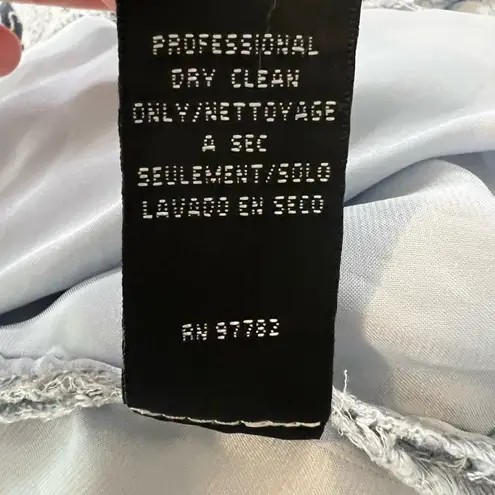 PROFESSIONAL
DRY CLEAN
ONLY/NETTOYAGE
A SEC
SEULEMENT/SOLO
LAVADO EN SECO
RN 97782